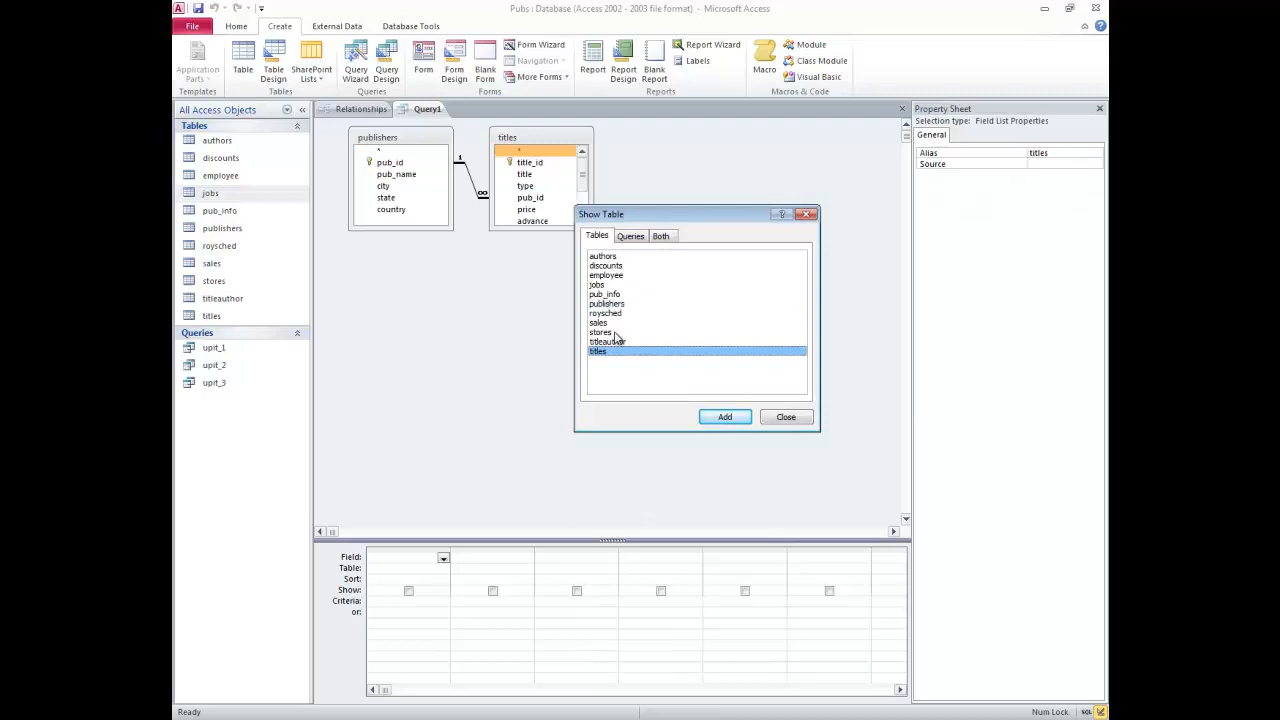 Pubs : Database (Access 2002 - 2003 file format) - Microsoft Access
File Home Create External Data Database Tools
Application Parts
Table
Table Design
SharePoint Lists
Query Wizard
Query Design
Form
Form Design
Blank Form
Form Wizard
Navigation
More Forms
Report
Report Design
Blank Report
Report Wizard
Labels
Macro
Module
Class Module
Visual Basic
Templates Tables Queries Forms Reports Macros & Code
All Access Objects
Tables
authors
discounts
employee
jobs
pub_info
publishers
roysched
sales
stores
titleauthor
titles
Queries
upit_1
upit_2
upit_3
Relationships Query1
publishers
*
pub_id
pub_name
city
state
country
1
∞
titles
*
title_id
title
type
pub_id
price
advance
Show Table
Tables Queries Both
authors
discounts
employee
jobs
pub_info
publishers
roysched
sales
stores
titleauthor
titles
Add Close
Field:
Table:
Sort:
Show:
Criteria:
or:
Property Sheet
Selection type: Field List Properties
General
Alias titles
Source
Ready Num Lock SQL